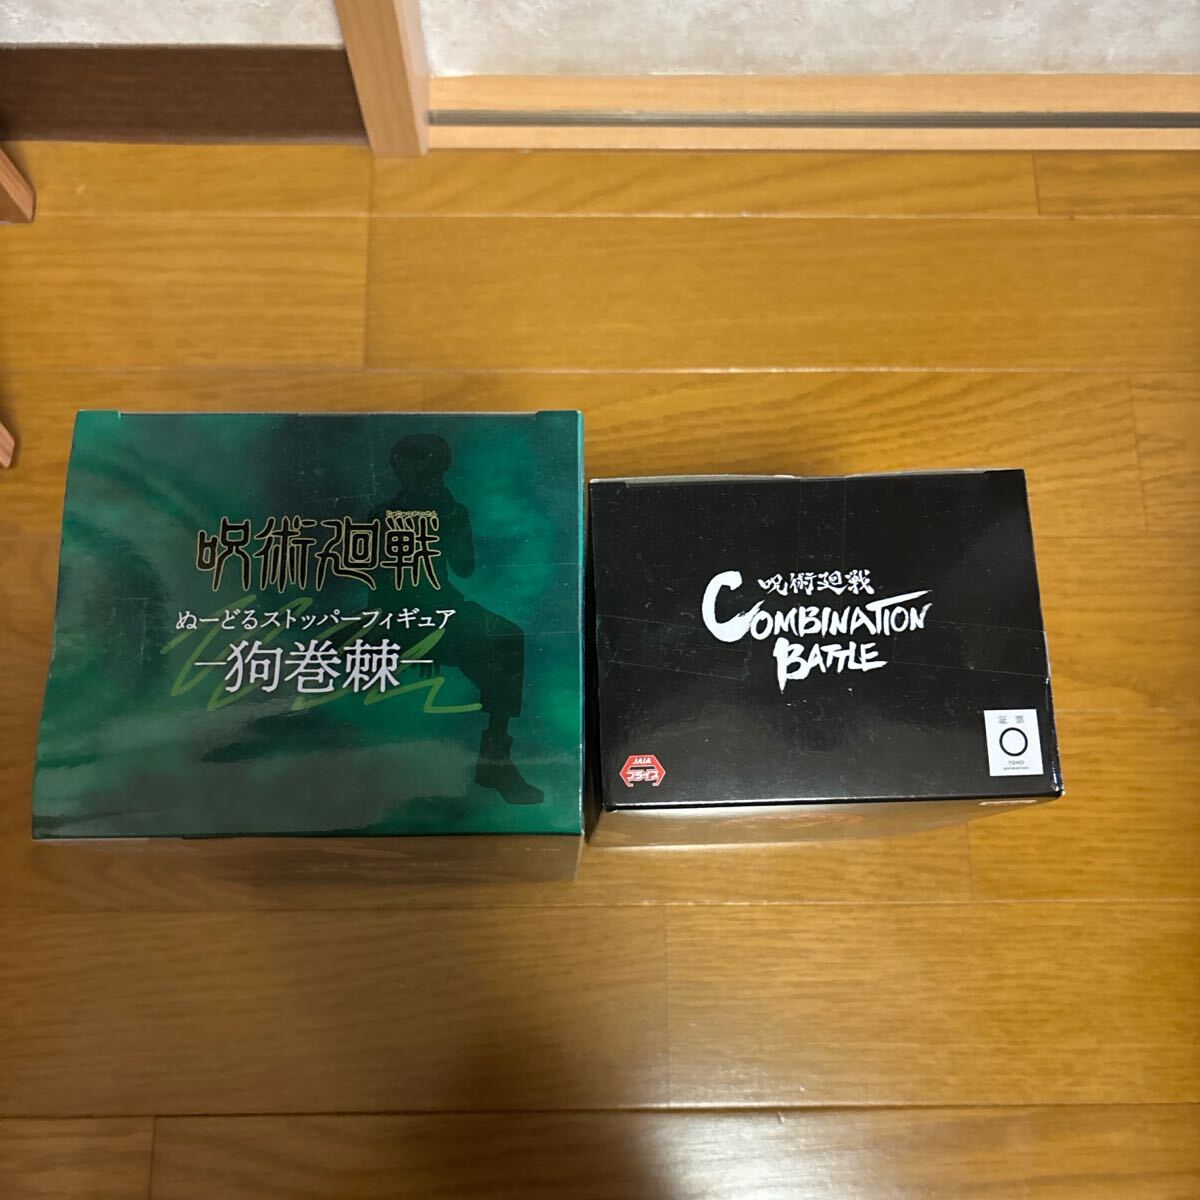 じゅじゅつかいせん
呪術廻戦
ぬーどるストッパーフィギュア
–狗巻棘–
呪術廻戦
COMBINATION
BATTLE
JAIA
プライズ
証票
TOHO
animation